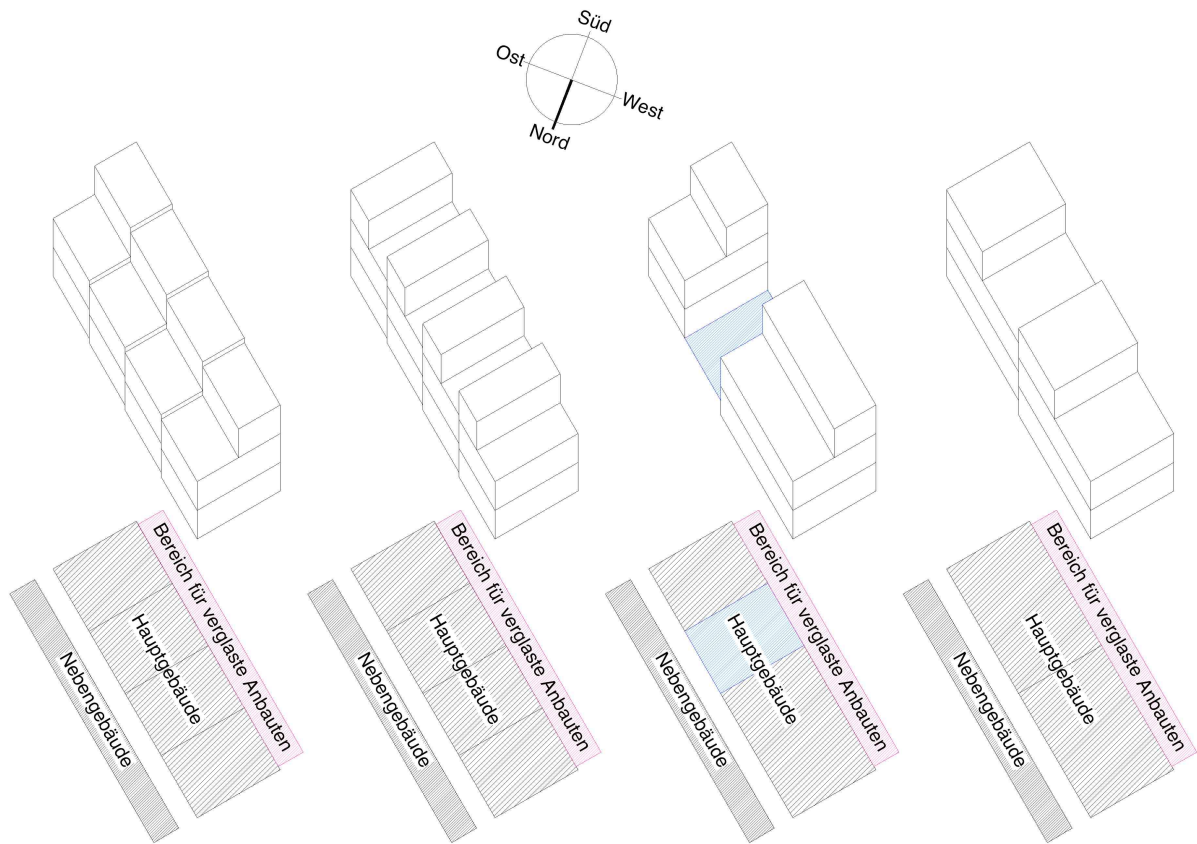 Süd
Ost
West
Nord
Bereich für verglaste Anbauten
Hauptgebäude
Nebengebäude
Bereich für verglaste Anbauten
Hauptgebäude
Nebengebäude
Bereich für verglaste Anbauten
Hauptgebäude
Nebengebäude
Bereich für verglaste Anbauten
Hauptgebäude
Nebengebäude